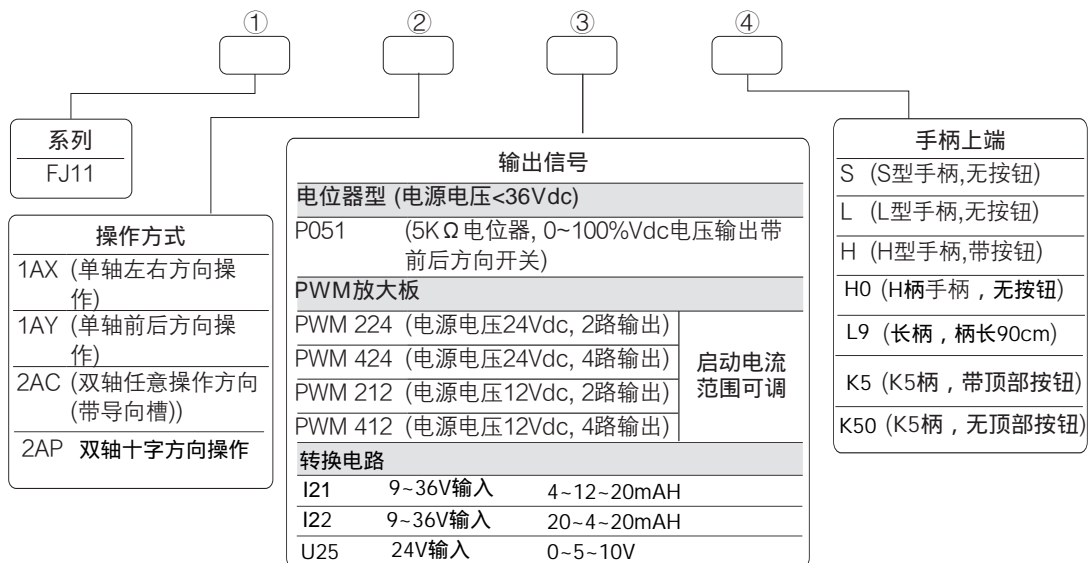 ① ② ③ ④
系列
FJ11
操作方式
1AX (单轴左右方向操
作)
1AY (单轴前后方向操
作)
2AC (双轴任意操作方向
(带导向槽))
2AP 双轴十字方向操作
输出信号
电位器型 (电源电压<36Vdc)
P051 (5KΩ电位器, 0~100%Vdc电压输出带
前后方向开关)
PWM放大板
PWM 224 (电源电压24Vdc, 2路输出)
PWM 424 (电源电压24Vdc, 4路输出)
PWM 212 (电源电压12Vdc, 2路输出)
PWM 412 (电源电压12Vdc, 4路输出)
启动电流
范围可调
转换电路
I21 9~36V输入 4~12~20mAH
I22 9~36V输入 20~4~20mAH
U25 24V输入 0~5~10V
手柄上端
S (S型手柄,无按钮)
L (L型手柄,无按钮)
H (H型手柄,带按钮)
H0 (H柄手柄，无按钮)
L9 (长柄，柄长90cm)
K5 (K5柄，带顶部按钮)
K50 (K5柄，无顶部按钮)